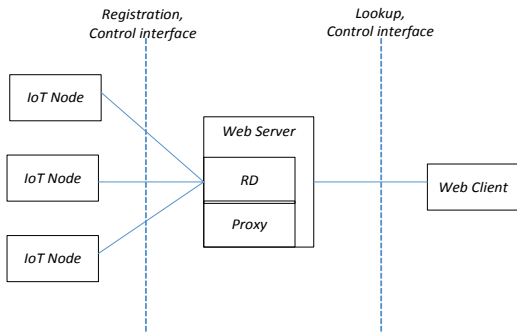 Registration,
Control interface
Lookup,
Control interface
IoT Node
Web Server
IoT Node
RD
Web Client
Proxy
IoT Node